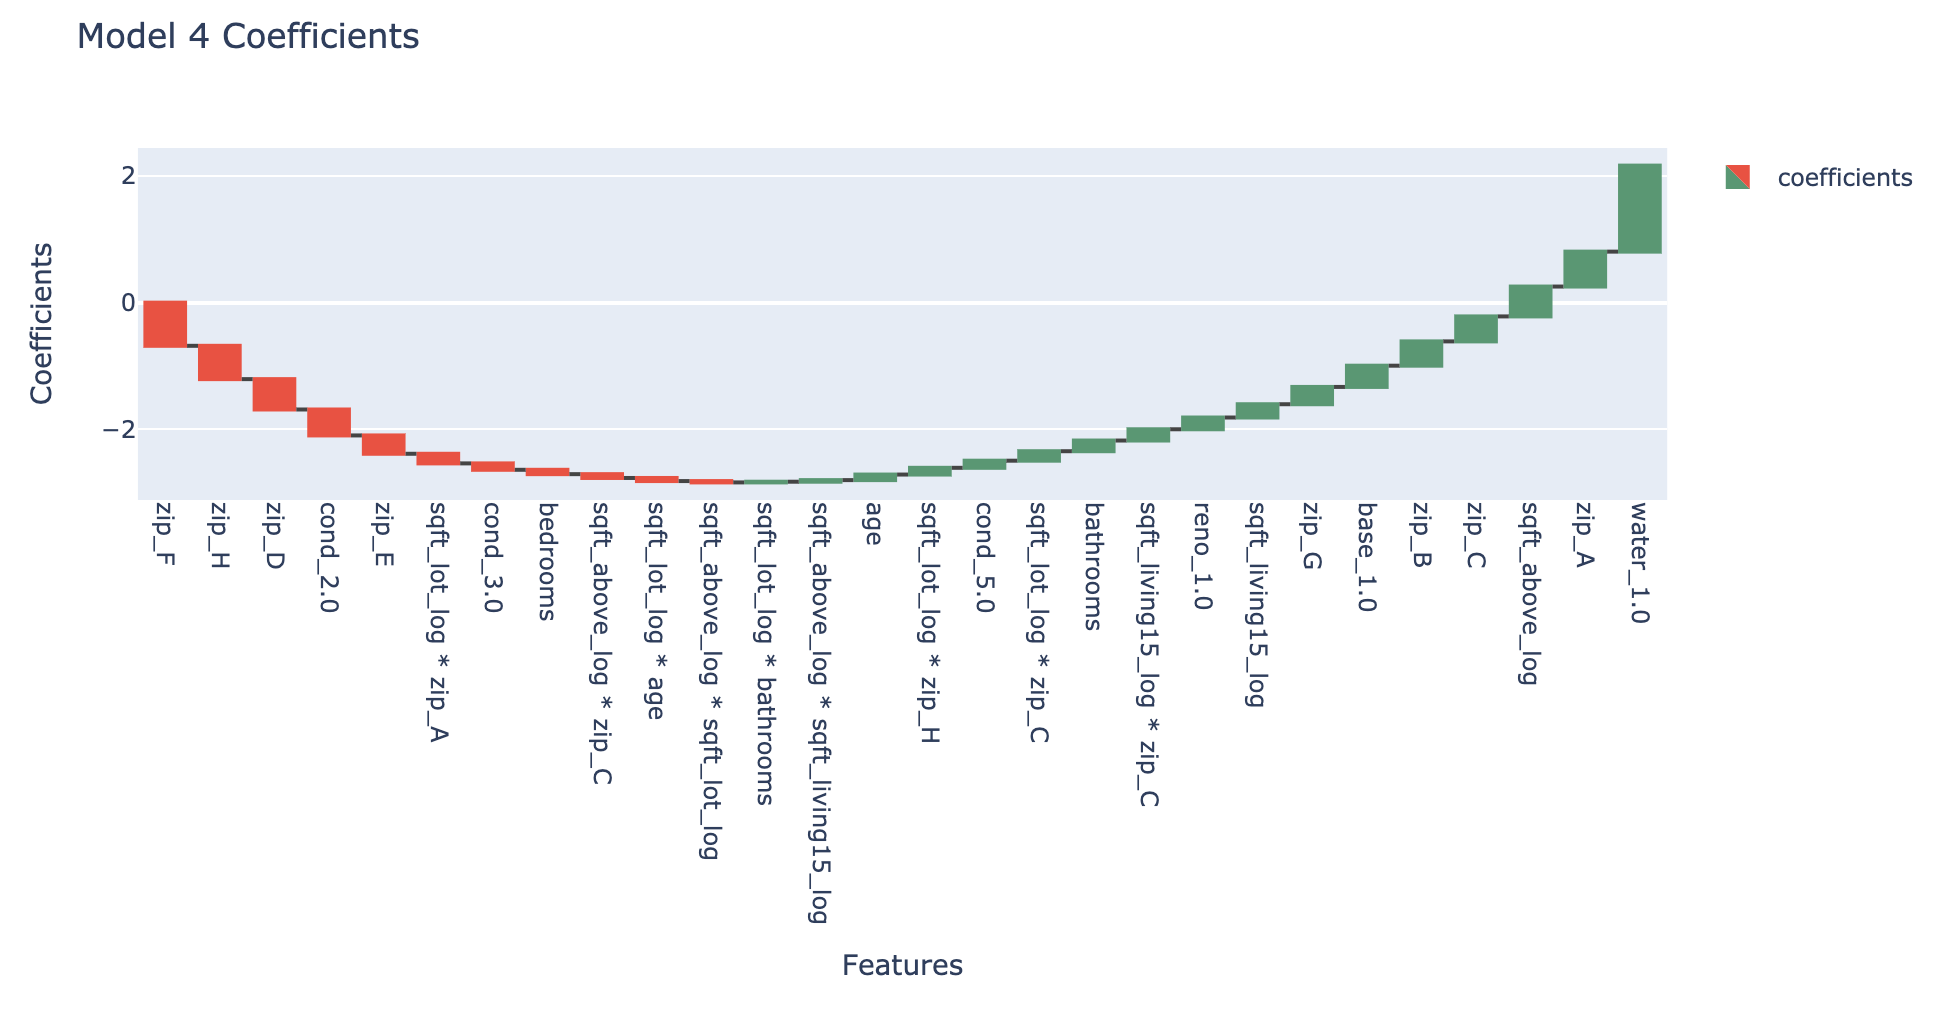 Model 4 Coefficients
2
0
−2
Coefficients
coefficients
zip_F
zip_H
zip_D
cond_2.0
zip_E
sqft_lot_log * zip_A
cond_3.0
bedrooms
sqft_above_log * zip_C
sqft_lot_log * age
sqft_above_log * sqft_lot_log
sqft_lot_log * bathrooms
sqft_above_log * sqft_living15_log
age
sqft_lot_log * zip_H
cond_5.0
sqft_lot_log * zip_C
bathrooms
sqft_living15_log * zip_C
reno_1.0
sqft_living15_log
zip_G
base_1.0
zip_B
zip_C
sqft_above_log
zip_A
water_1.0
Features